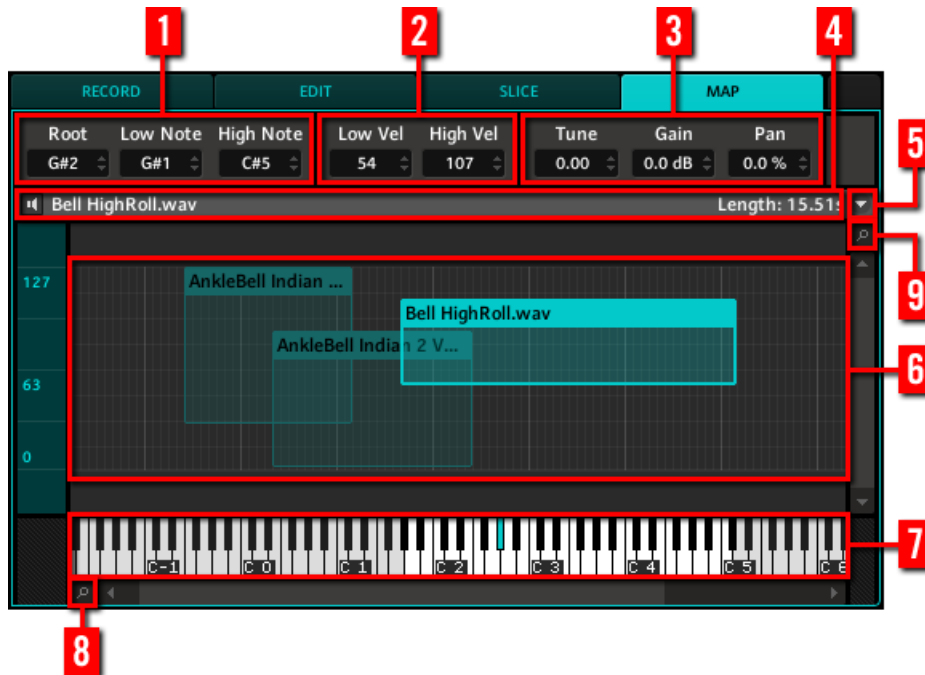 1 2 3 4
RECORD EDIT SLICE MAP
Root Low Note High Note Low Vel High Vel Tune Gain Pan
G#2 G#1 C#5 54 107 0.00 0.0 dB 0.0 %
5
Bell HighRoll.wav Length: 15.51s
9
127 AnkleBell Indian ...
Bell HighRoll.wav
AnkleBell Indian 2 V...
6
63
0
7
C-1 C 0 C 1 C 2 C 3 C 4 C 5 C 6
8